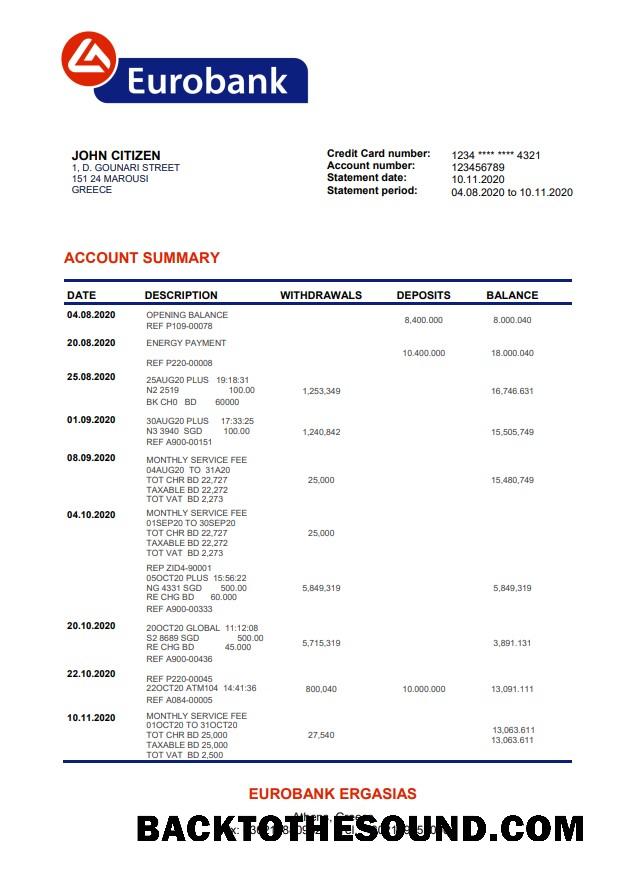 Eurobank
JOHN CITIZEN
1, D. GOUNARI STREET
151 24 MAROUSI
GREECE
Credit Card number: 1234 **** **** 4321
Account number: 123456789
Statement date: 10.11.2020
Statement period: 04.08.2020 to 10.11.2020
ACCOUNT SUMMARY
DATE DESCRIPTION WITHDRAWALS DEPOSITS BALANCE
04.08.2020 OPENING BALANCE
8,400.000 8.000.040
REF P109-00078
20.08.2020 ENERGY PAYMENT
10.400.000 18.000.040
REF P220-00008
25.08.2020 25AUG20 PLUS 19:18:31
N2 2519 100.00 1,253,349 16,746.631
BK CH0 BD 60000
01.09.2020 30AUG20 PLUS 17:33:25
N3 3940 SGD 100.00 1,240,842 15,505,749
REF A900-00151
08.09.2020 MONTHLY SERVICE FEE
04AUG20 TO 31A20
TOT CHR BD 22,727 25,000 15,480,749
TAXABLE BD 22,272
TOT VAT BD 2,273
04.10.2020 MONTHLY SERVICE FEE
01SEP20 TO 30SEP20
TOT CHR BD 22,727 25,000
TAXABLE BD 22,272
TOT VAT BD 2,273
REP ZID4-90001
05OCT20 PLUS 15:56:22
NG 4331 SGD 500.00 5,849,319 5,849,319
RE CHG BD 60.000
REF A900-00333
20.10.2020 20OCT20 GLOBAL 11:12:08
S2 8689 SGD 500.00
5,715,319 3,891.131
RE CHG BD 45.000
REF A900-00436
22.10.2020 REF P220-00045
22OCT20 ATM104 14:41:36 800,040 10.000.000 13,091.111
REF A084-00005
10.11.2020 MONTHLY SERVICE FEE
01OCT20 TO 31OCT20
13,063.611
TOT CHR BD 25,000 27,540
13,063.611
TAXABLE BD 25,000
TOT VAT BD 2,500
EUROBANK ERGASIAS
Athens, Greece
BACKTOTHESOUND.COM